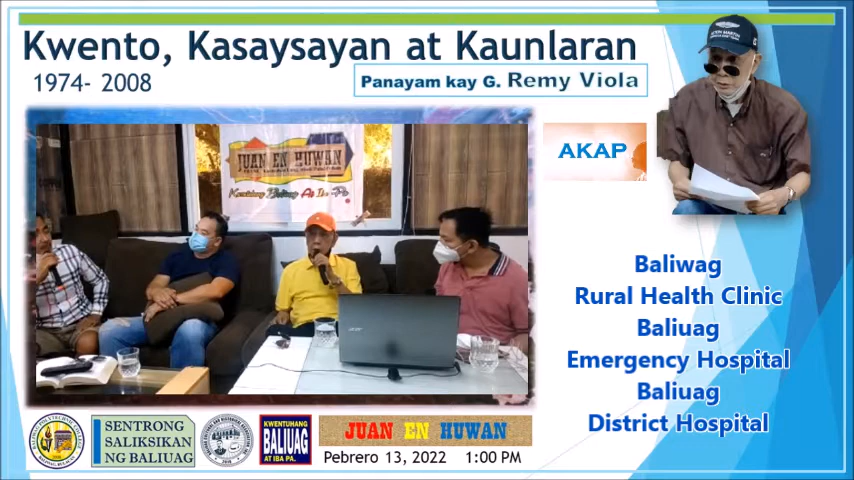 Kwento, Kasaysayan at Kaunlaran
1974- 2008
Panayam kay G. Remy Viola
JUAN EN HUWAN
AKAP
Baliwag
Rural Health Clinic
Baliuag
Emergency Hospital
Baliuag
District Hospital
acer
SENTRONG
SALIKSIKAN
NG BALIUAG
KWENTUHANG
BALIUAG
AT IBA PA.
JUAN EN HUWAN
Pebrero 13, 2022 1:00 PM